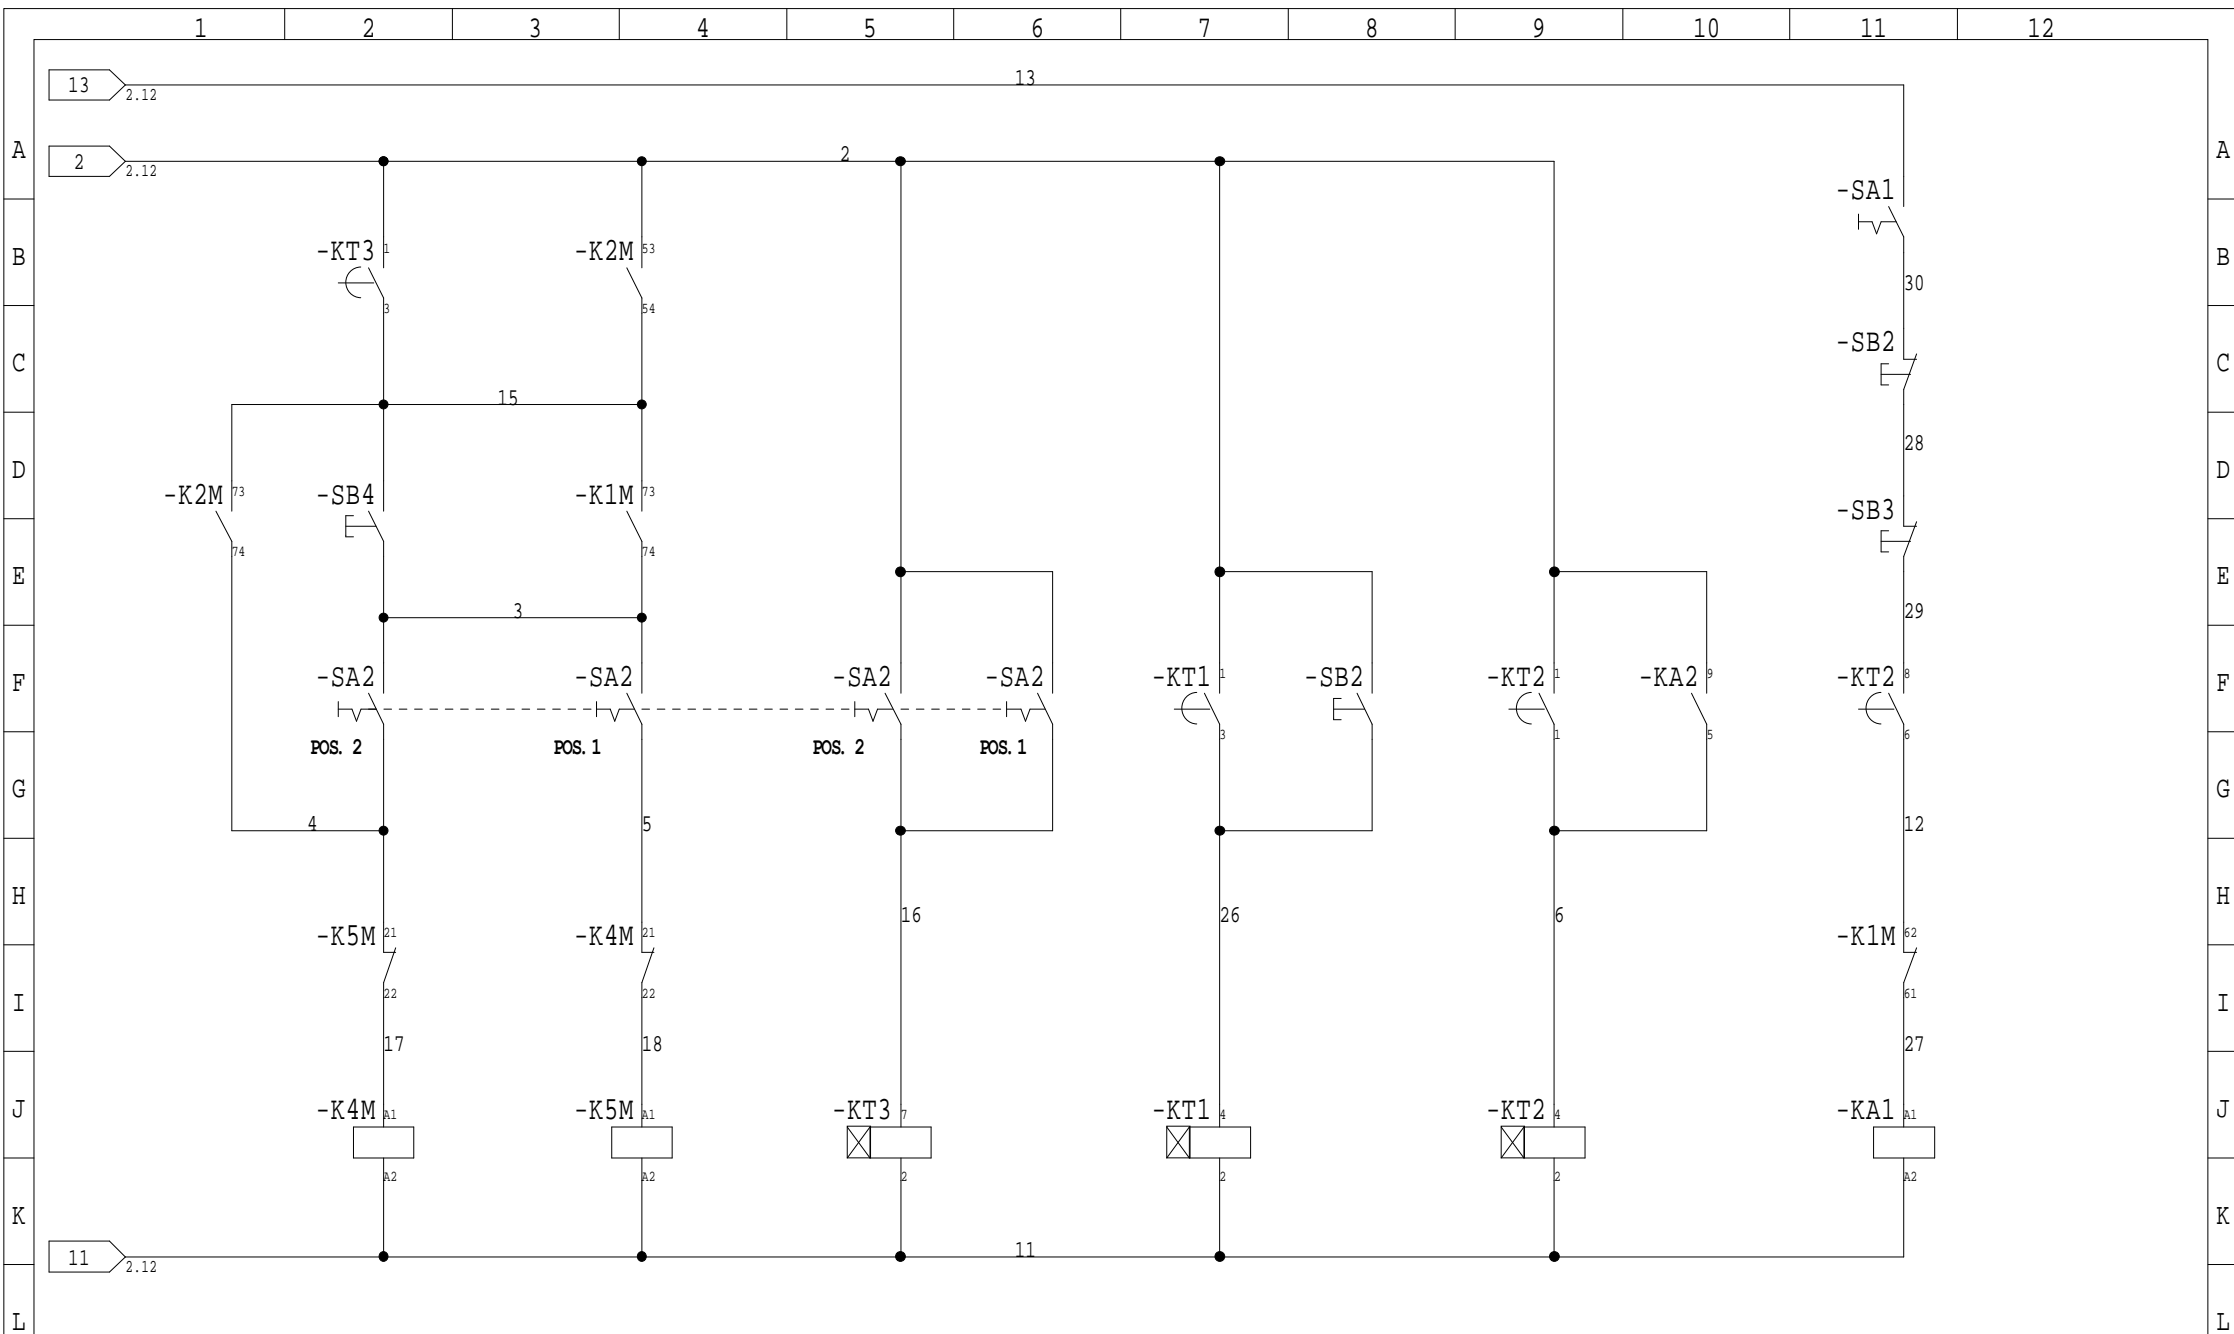 1 2 3 4 5 6 7 8 9 10 11 12
13 2.12 13
A 2 2.12 2 A
-SA1
B -KT3 1 -K2M 53 B
30
3 54
C -SB2 C
15
28
D D
-K2M 73 -SB4 -K1M 73 -SB3
74 74
E E
3 29
F -SA2 -SA2 -SA2 -SA2 -KT1 1 -SB2 -KT2 1 -KA2 9 -KT2 8 F
POS. 2 POS. 1 POS. 2 POS. 1 3 1 5 6
G G
4 5 12
H H
16 26 6
-K5M 21 -K4M 21 -K1M 62
22 22 61
I I
17 18 27
J -K4M A1 -K5M A1 -KT3 7 -KT1 4 -KT2 4 -KA1 A1 J
A2 A2 2 2 2 A2
K K
11 2.12 11
L L